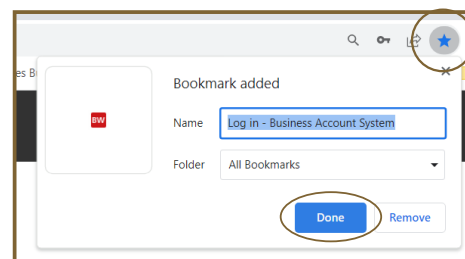 es B
Bookmark added
BW
Name Log in - Business Account System
Folder All Bookmarks
Done Remove